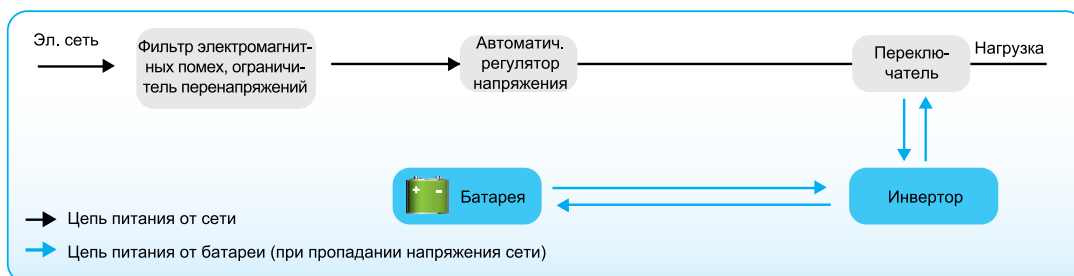 Эл. сеть
Фильтр электромагнит-
ных помех, ограничи-
тель перенапряжений
Автоматич.
регулятор
напряжения
Переклю-
чатель
Нагрузка
+ -
Батарея
Инвертор
Цепь питания от сети
Цепь питания от батареи (при пропадании напряжения сети)